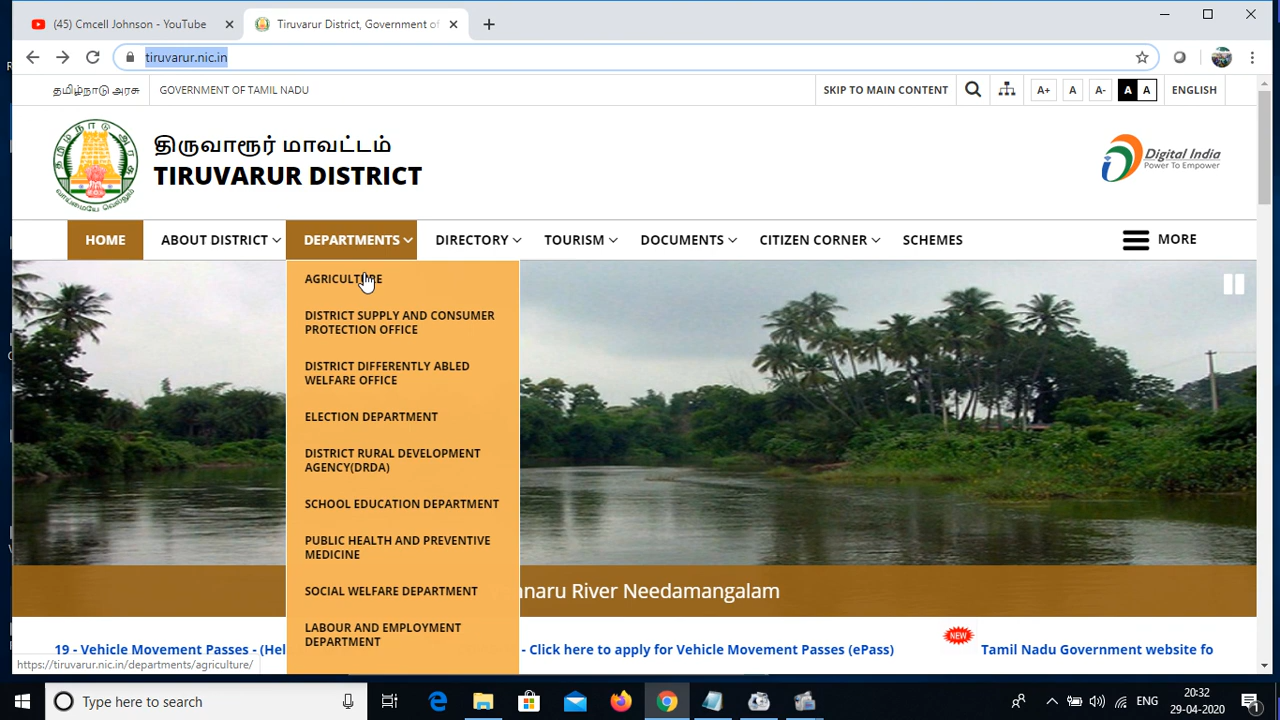 (45) Cmcell Johnson - YouTube
Tiruvarur District, Government of
tiruvarur.nic.in
தமிழ்நாடு அரசு
GOVERNMENT OF TAMIL NADU
SKIP TO MAIN CONTENT
A+
A
A-
A
A
ENGLISH
திருவாரூர் மாவட்டம்
TIRUVARUR DISTRICT
Digital India
Power To Empower
HOME
ABOUT DISTRICT
DEPARTMENTS
DIRECTORY
TOURISM
DOCUMENTS
CITIZEN CORNER
SCHEMES
MORE
AGRICULTURE
DISTRICT SUPPLY AND CONSUMER
PROTECTION OFFICE
DISTRICT DIFFERENTLY ABLED
WELFARE OFFICE
ELECTION DEPARTMENT
DISTRICT RURAL DEVELOPMENT
AGENCY(DRDA)
SCHOOL EDUCATION DEPARTMENT
PUBLIC HEALTH AND PREVENTIVE
MEDICINE
SOCIAL WELFARE DEPARTMENT
LABOUR AND EMPLOYMENT
DEPARTMENT
nnaru River Needamangalam
NEW
19 - Vehicle Movement Passes - (Hel
- Click here to apply for Vehicle Movement Passes (ePass)
Tamil Nadu Government website fo
https://tiruvarur.nic.in/departments/agriculture/
Type here to search
ENG
20:32
29-04-2020
1